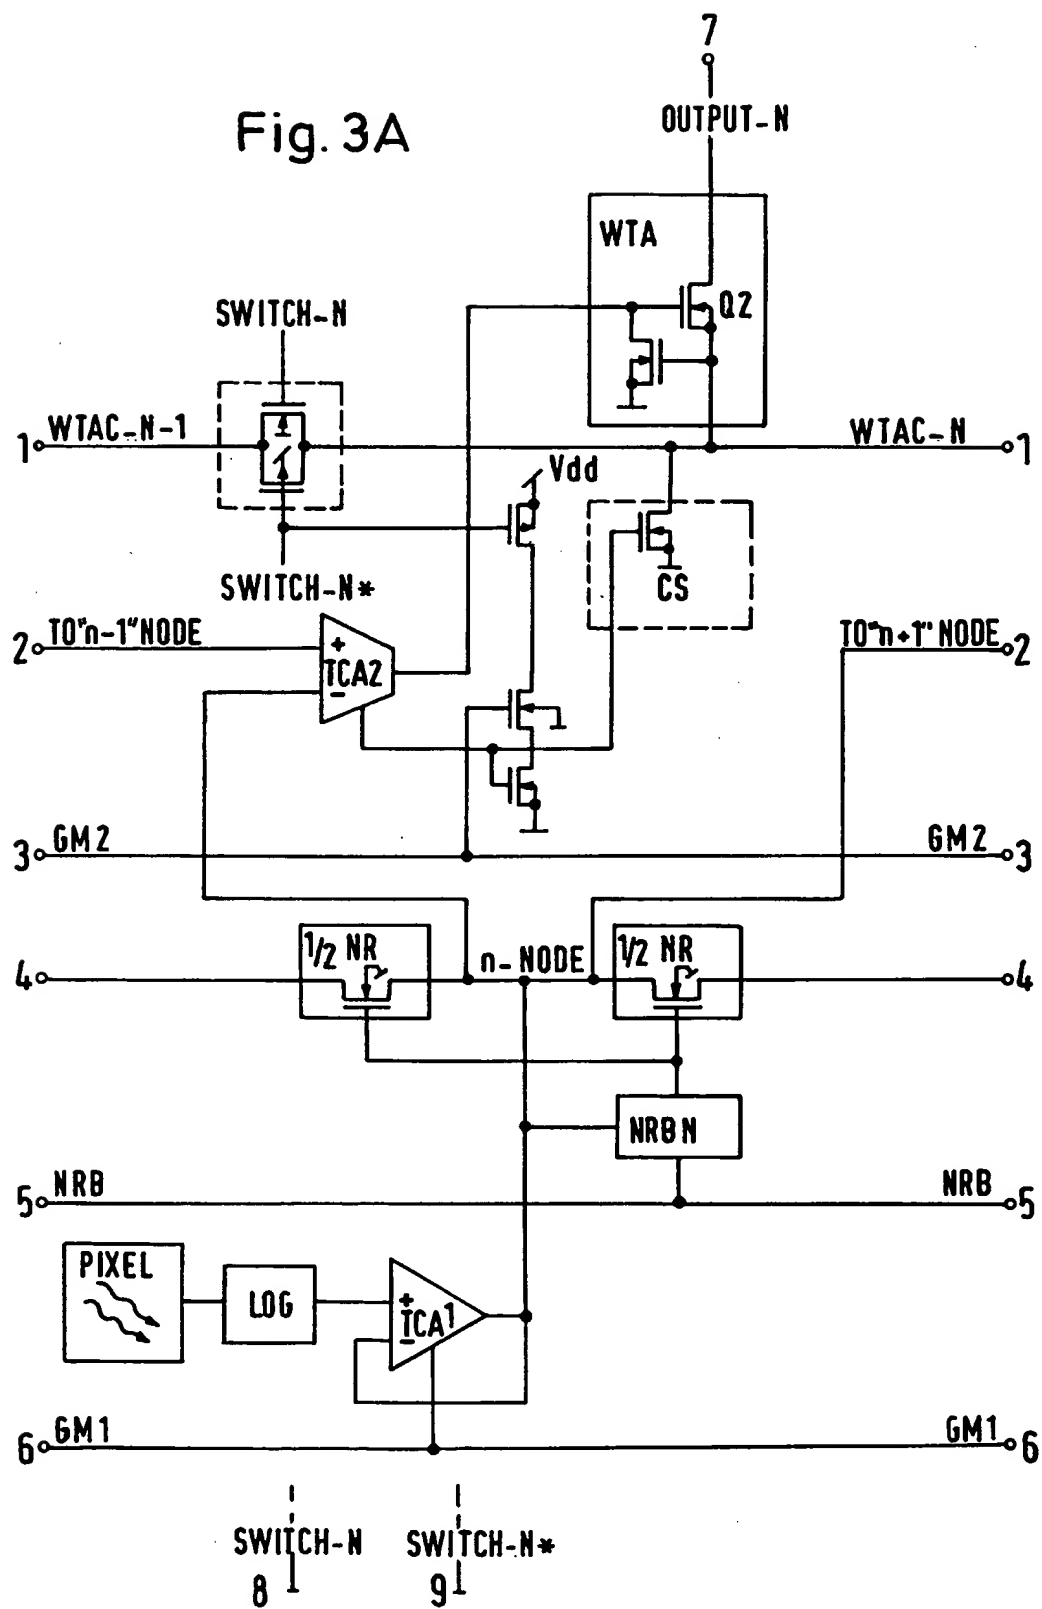 7
OUTPUT-N
Fig. 3A
WTA
SWITCH-N
Q2
1 WTAC-N-1
WTAC-N 1
Vdd
SWITCH-N*
CS
2 TO"n-1"NODE
TO"n+1"NODE 2
+
TCA2
-
3 GM2
GM2 3
1/2 NR
n-NODE
1/2 NR
4
4
NRBN
5 NRB
NRB 5
PIXEL
LOG
+
TCA1
-
6 GM1
GM1 6
SWITCH-N
SWITCH-N*
8
9